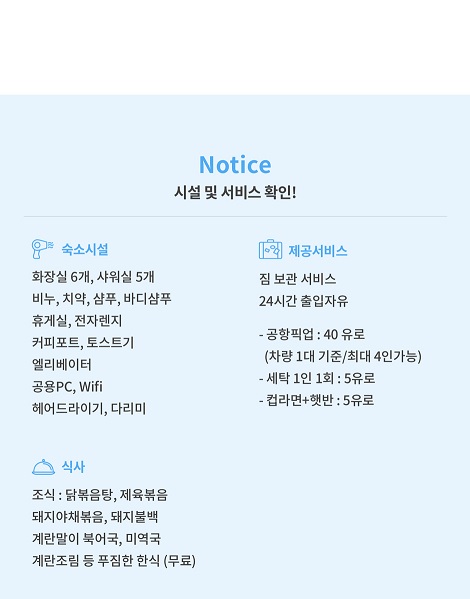 Notice
시설 및 서비스 확인!
숙소시설
화장실 6개, 샤워실 5개
비누, 치약, 샴푸, 바디샴푸
휴게실, 전자렌지
커피포트, 토스트기
엘리베이터
공용PC, Wifi
헤어드라이기, 다리미
제공서비스
짐 보관 서비스
24시간 출입자유
- 공항픽업 : 40 유로
(차량 1대 기준/최대 4인가능)
- 세탁 1인 1회 : 5유로
- 컵라면+햇반 : 5유로
식사
조식 : 닭볶음탕, 제육볶음
돼지야채볶음, 돼지불백
계란말이 북어국, 미역국
계란조림 등 푸짐한 한식 (무료)